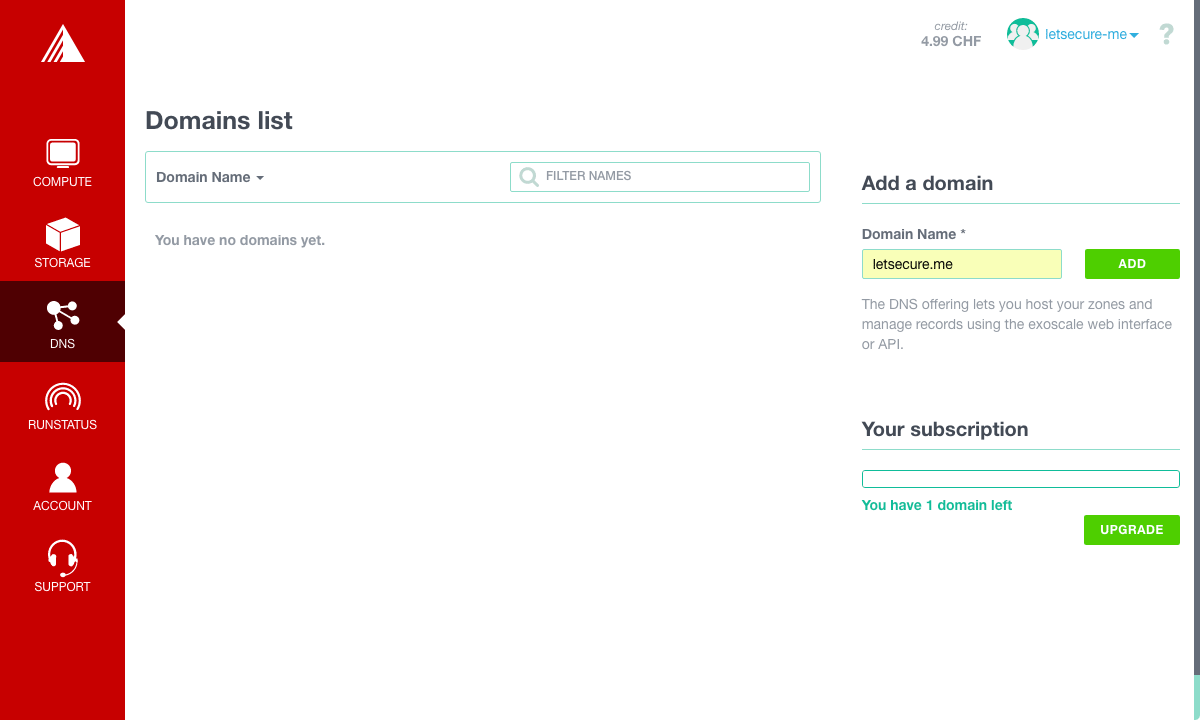 credit:
4.99 CHF
letsecure-me
?
COMPUTE
STORAGE
DNS
RUNSTATUS
ACCOUNT
SUPPORT
Domains list
Domain Name
FILTER NAMES
You have no domains yet.
Add a domain
Domain Name *
letsecure.me
ADD
The DNS offering lets you host your zones and
manage records using the exoscale web interface
or API.
Your subscription
You have 1 domain left
UPGRADE